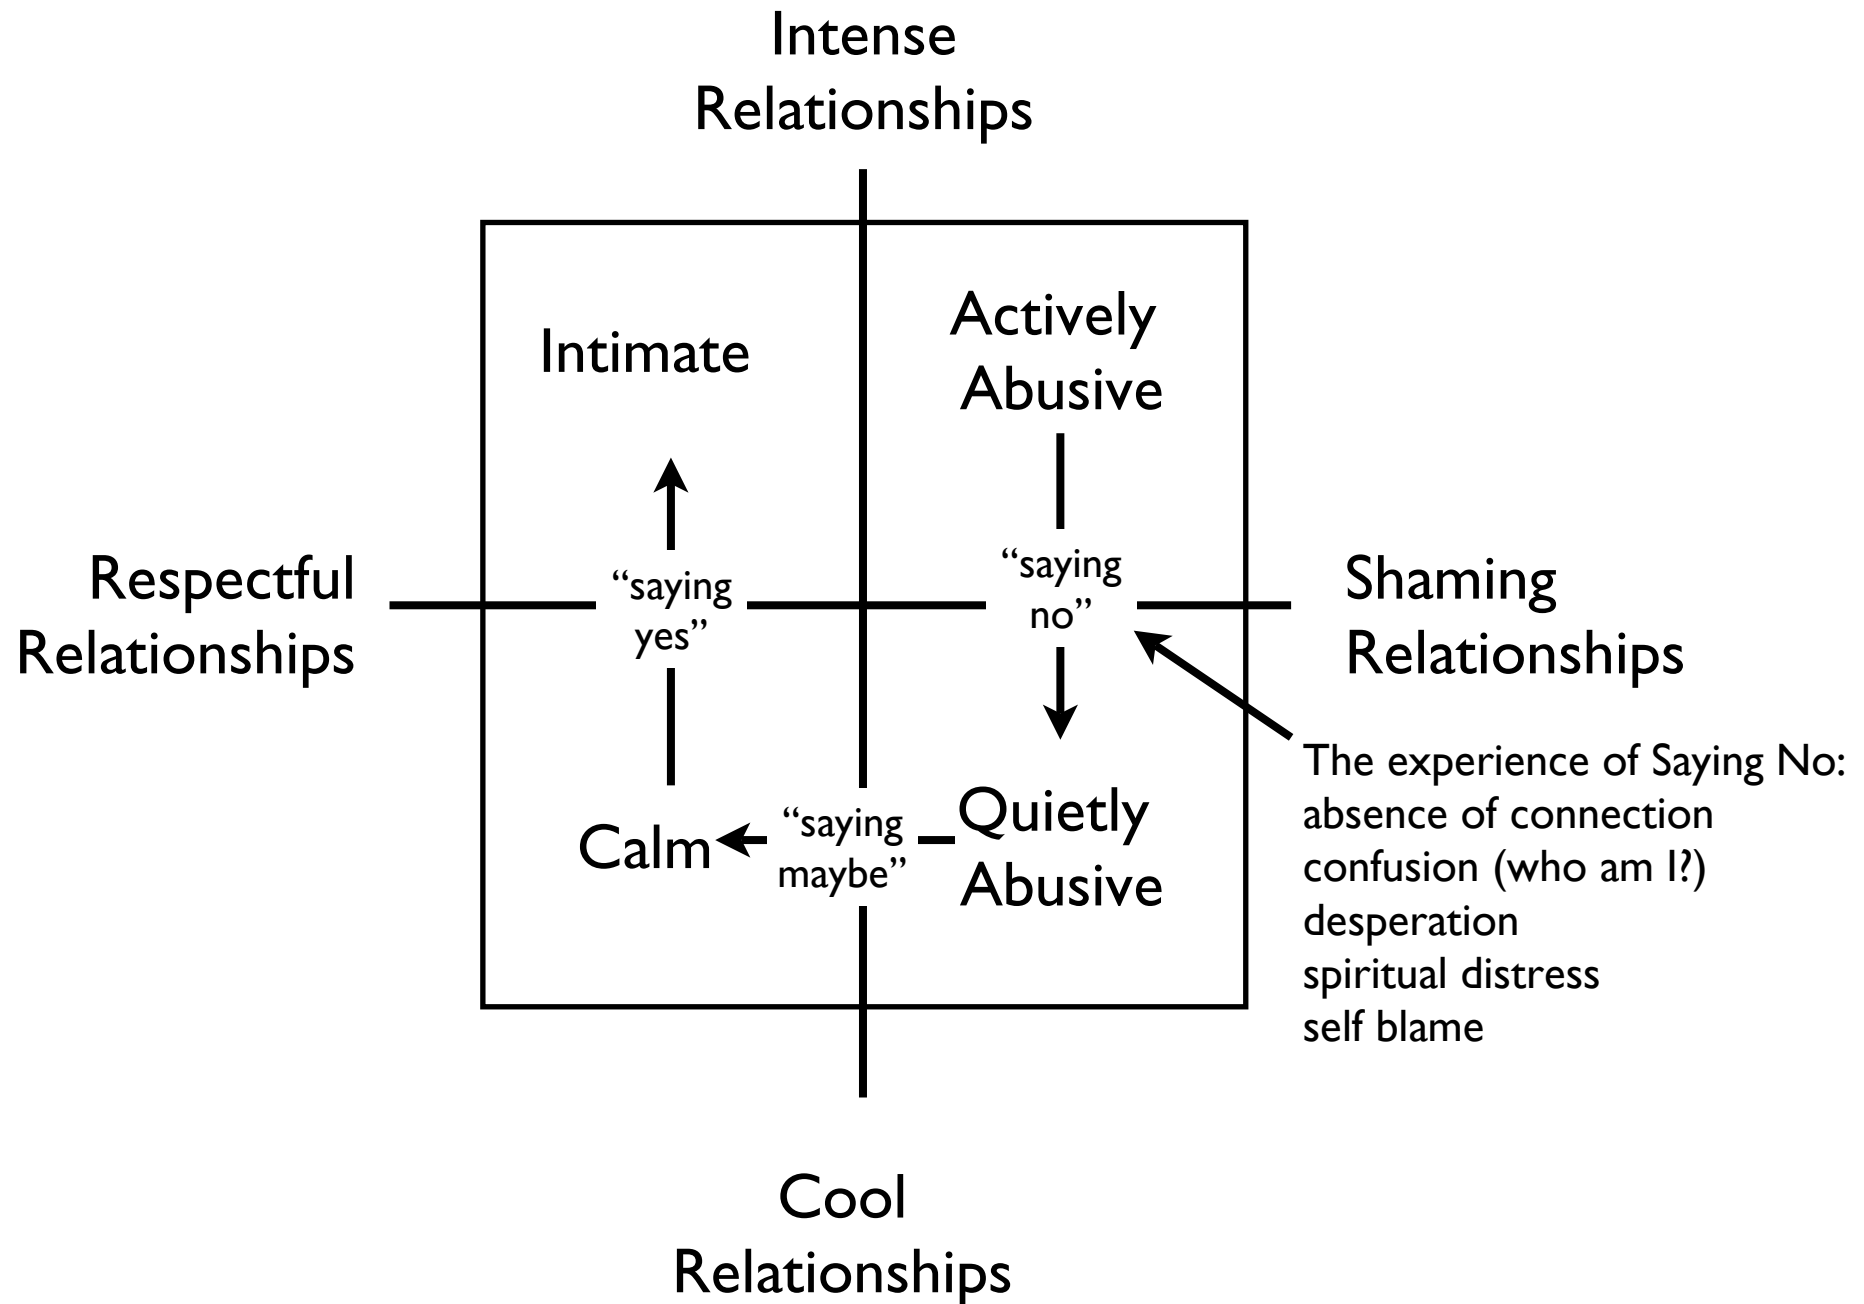 Intense
Relationships
Intimate
Actively
Abusive
Respectful
Relationships
“saying
yes”
“saying
no”
Shaming
Relationships
Calm
“saying
maybe”
Quietly
Abusive
The experience of Saying No:
absence of connection
confusion (who am I?)
desperation
spiritual distress
self blame
Cool
Relationships